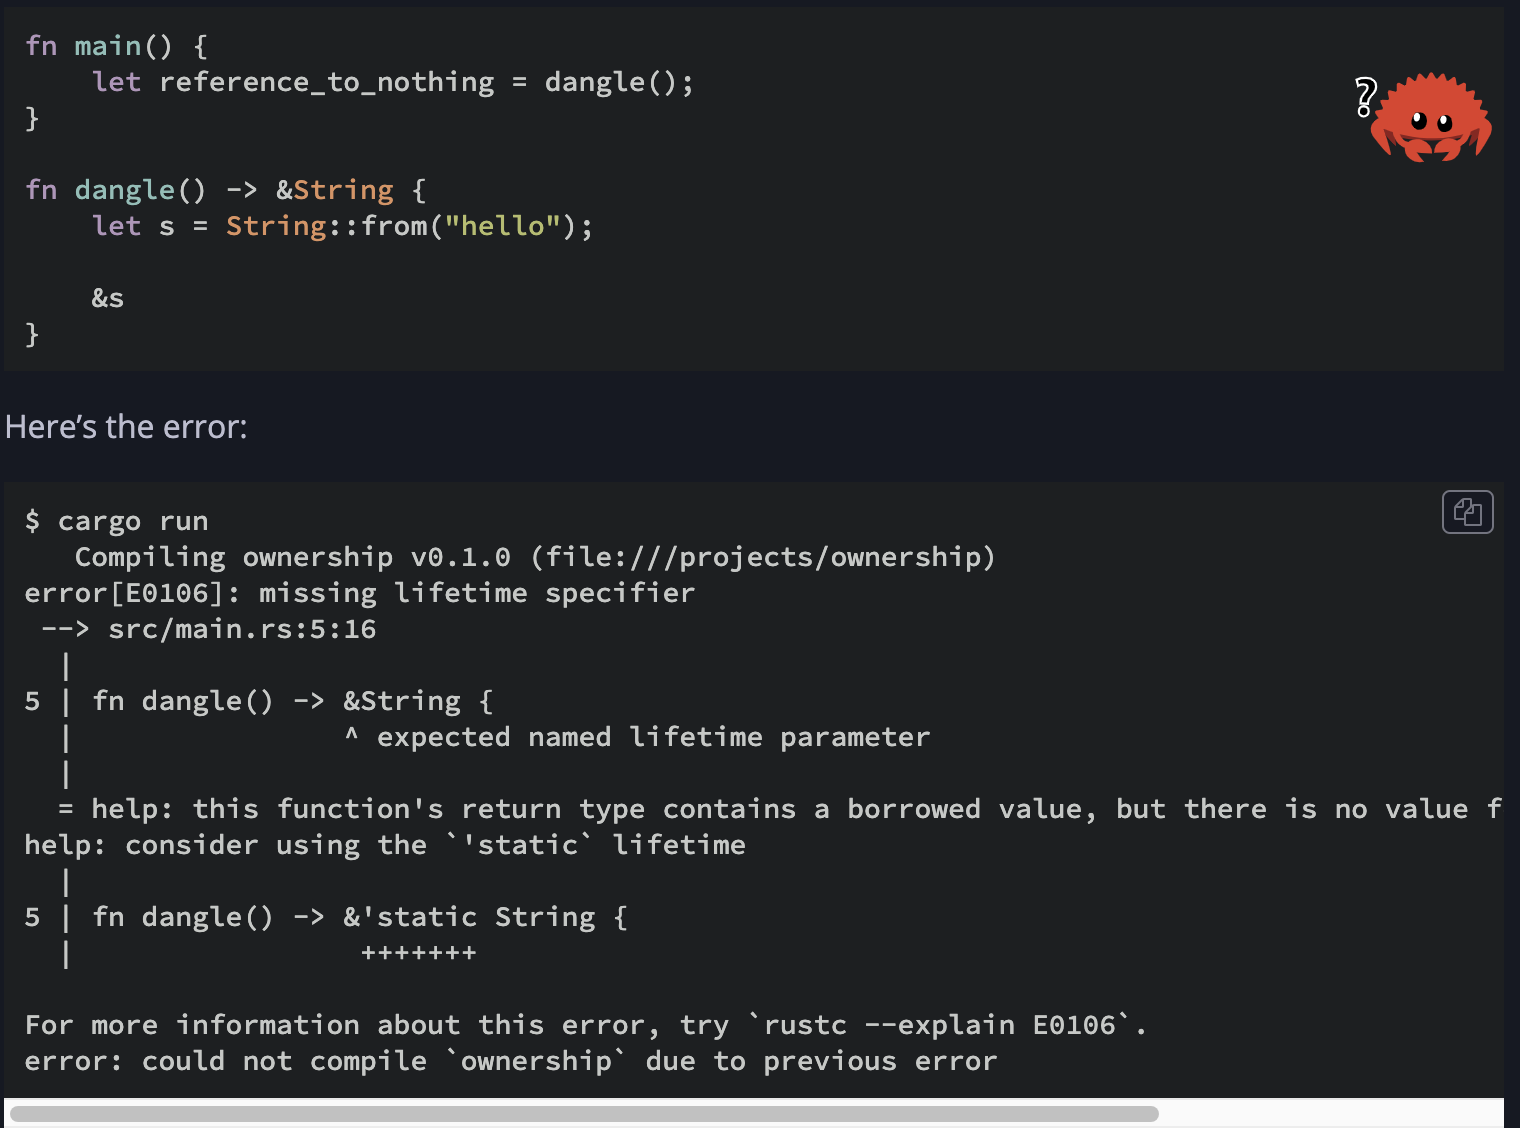 fn main() {
    let reference_to_nothing = dangle();
}
?
fn dangle() -> &String {
    let s = String::from("hello");
    &s
}
Here’s the error:
$ cargo run
   Compiling ownership v0.1.0 (file:///projects/ownership)
error[E0106]: missing lifetime specifier
 --> src/main.rs:5:16
  |
5 | fn dangle() -> &String {
  |                ^ expected named lifetime parameter
  |
  = help: this function's return type contains a borrowed value, but there is no value f
help: consider using the `'static` lifetime
  |
5 | fn dangle() -> &'static String {
  |                 +++++++
For more information about this error, try `rustc --explain E0106`.
error: could not compile `ownership` due to previous error